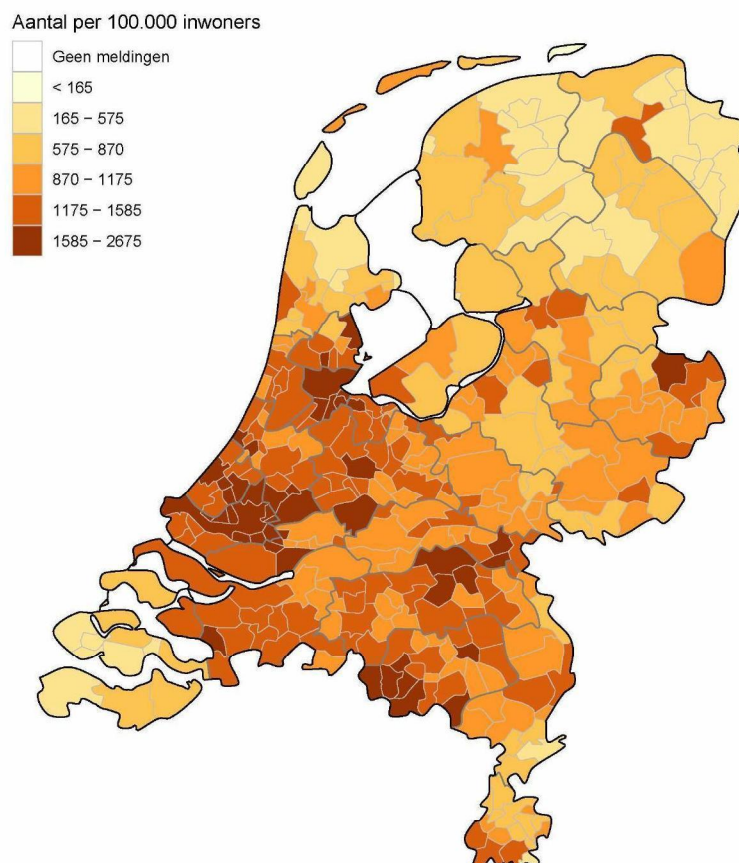 Aantal per 100.000 inwoners
Geen meldingen
< 165
165 – 575
575 – 870
870 – 1175
1175 – 1585
1585 – 2675